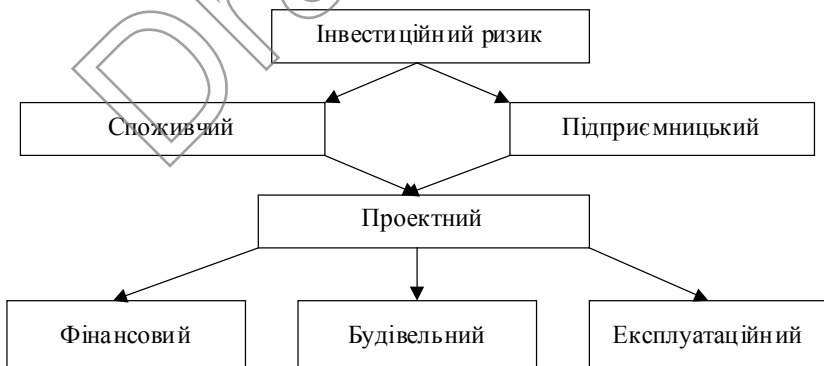 Інвестиційний ризик
Споживчий
Підприємницький
Проектний
Фінансовий
Будівельний
Експлуатаційний